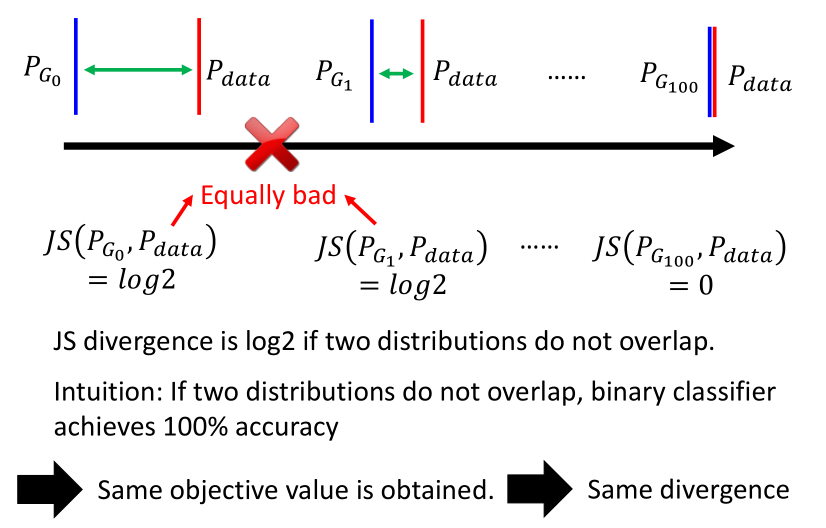 P_{G_0} P_{data} P_{G_1} P_{data} …… P_{G_{100}} P_{data}
Equally bad
JS(P_{G_0}, P_{data}) JS(P_{G_1}, P_{data}) …… JS(P_{G_{100}}, P_{data})
= log2 = log2 = 0
JS divergence is log2 if two distributions do not overlap.
Intuition: If two distributions do not overlap, binary classifier
achieves 100% accuracy
Same objective value is obtained. Same divergence